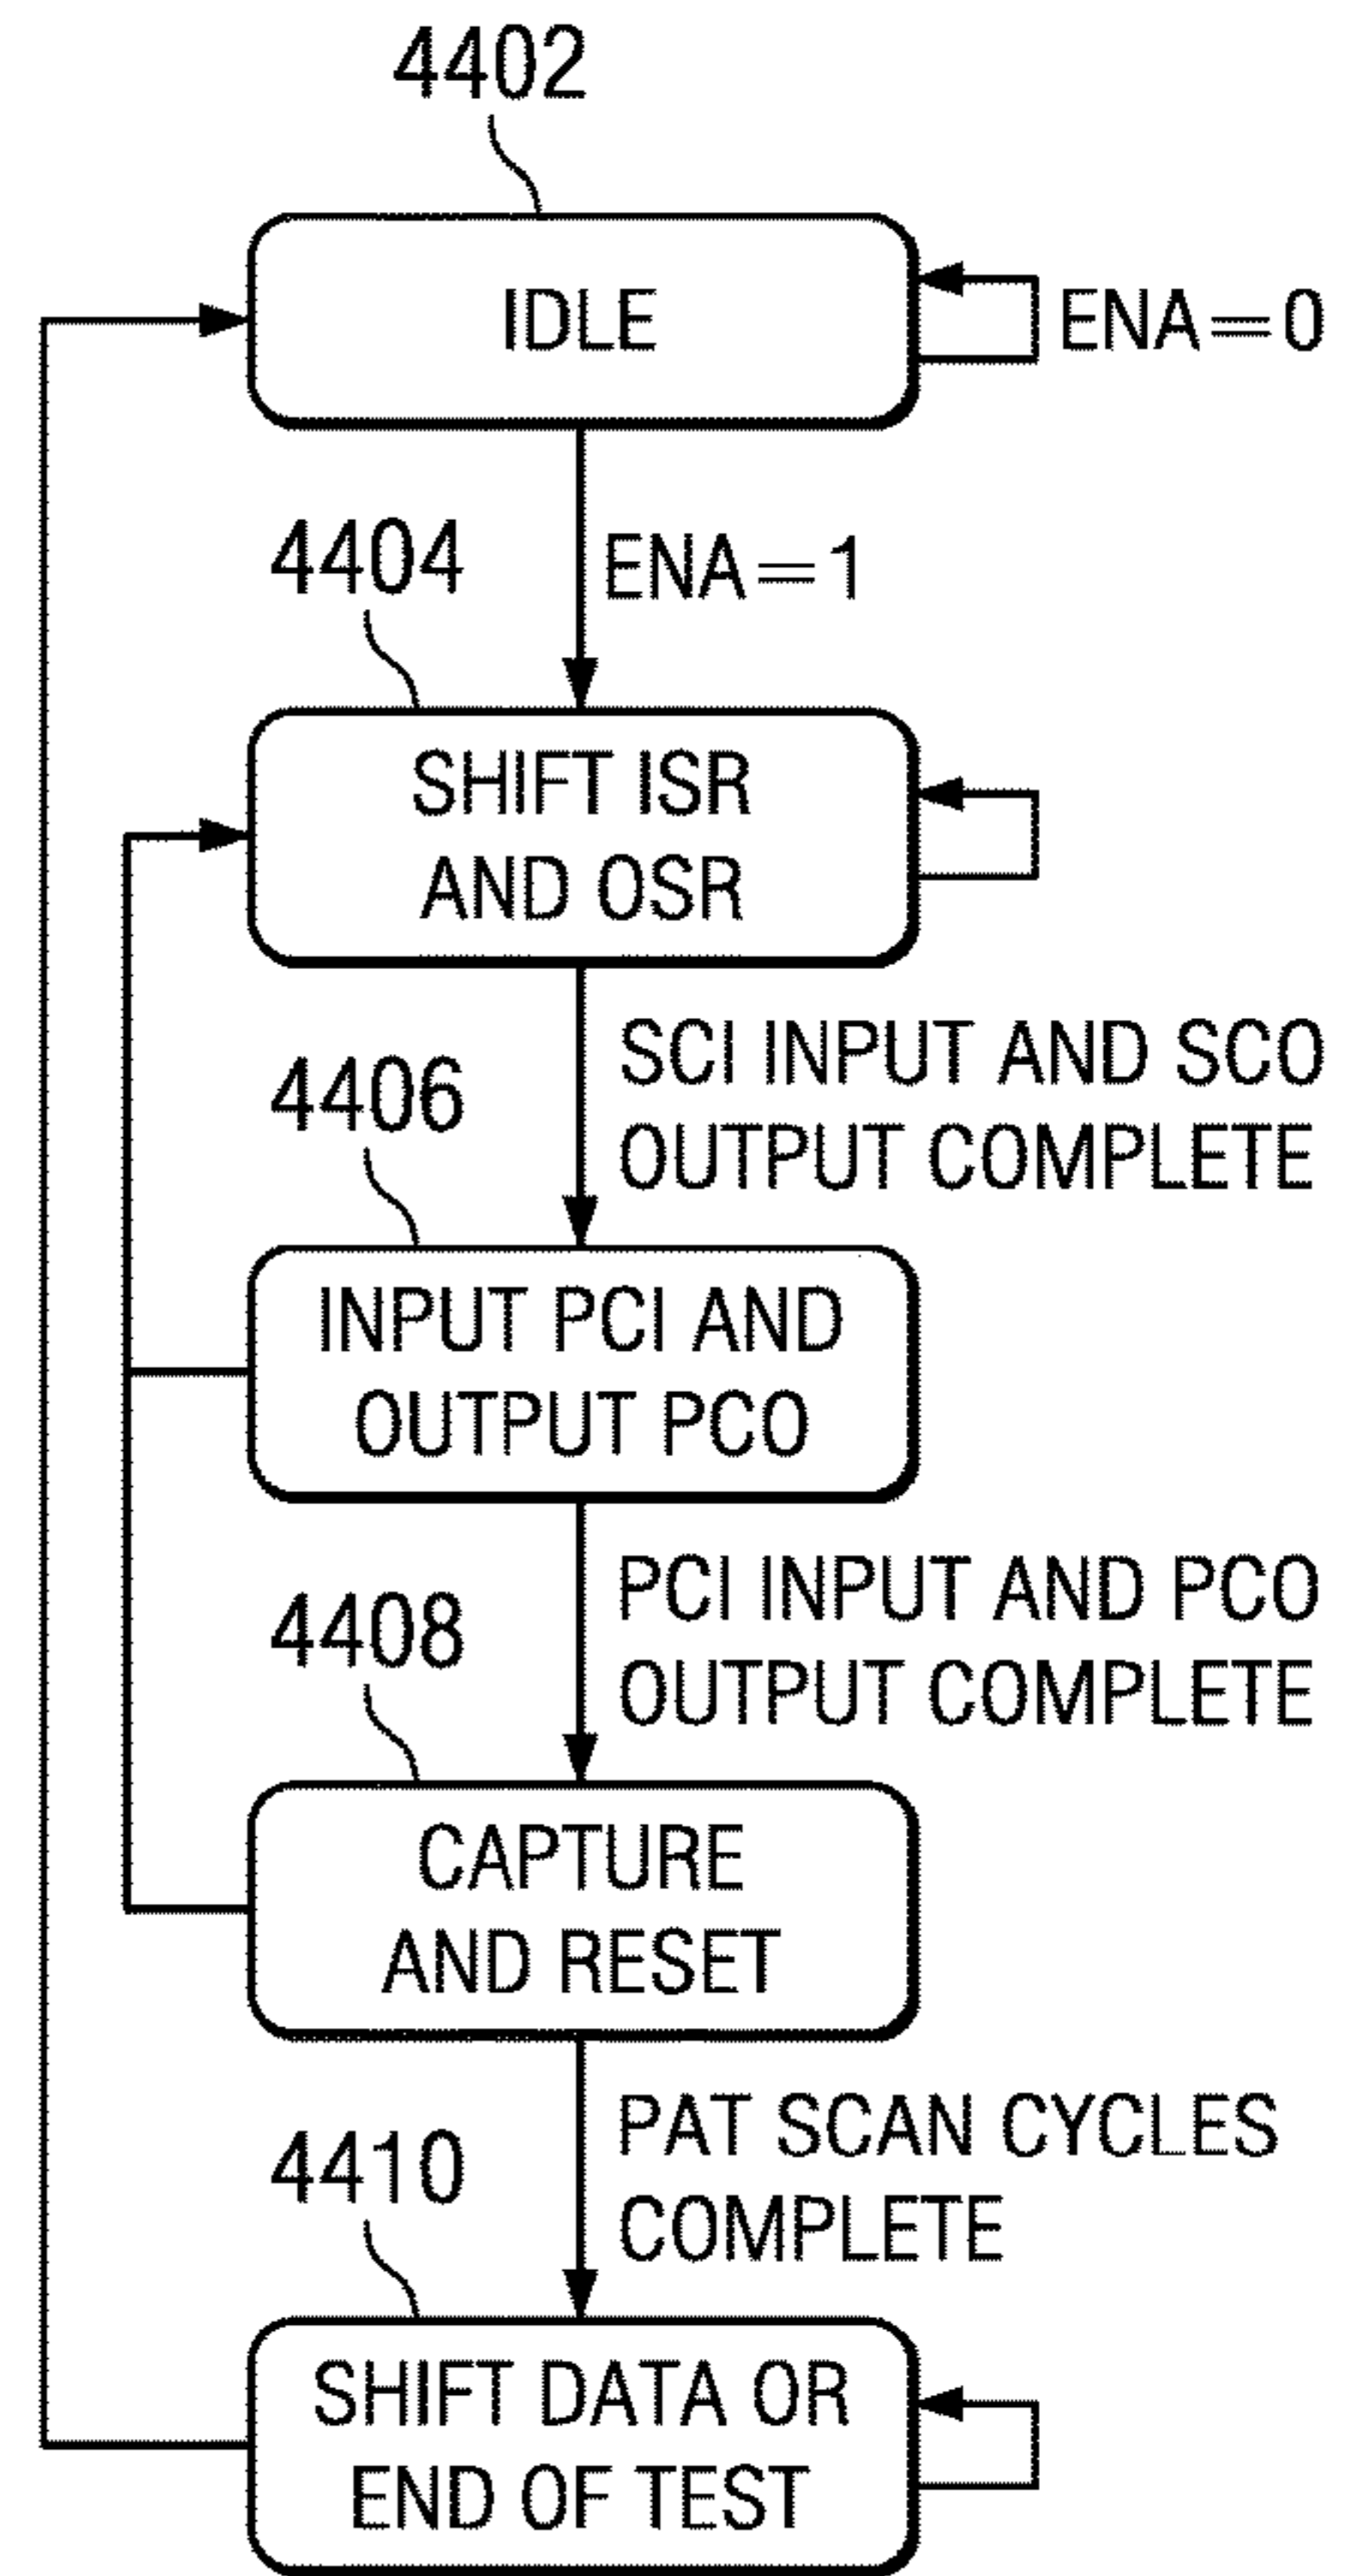 4402
IDLE
ENA=0
4404
ENA=1
SHIFT ISR
AND OSR
4406
SCI INPUT AND SCO
OUTPUT COMPLETE
INPUT PCI AND
OUTPUT PCO
4408
PCI INPUT AND PCO
OUTPUT COMPLETE
CAPTURE
AND RESET
4410
PAT SCAN CYCLES
COMPLETE
SHIFT DATA OR
END OF TEST